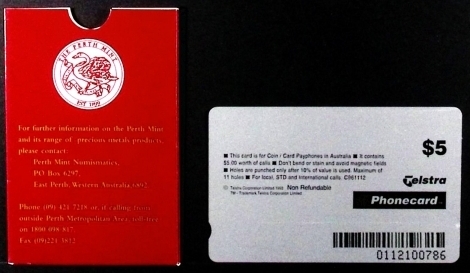 THE PERTH MINT
EST 1899
For further information on the Perth Mint
and its range of precious metals products,
please contact:
Perth Mint Numismatics,
PO Box 6297,
East Perth, Western Australia 6892
Phone (09) 421 7218 or, if calling from
outside Perth Metropolitan Area, toll-free
on 1800 098 817.
Fax (09) 221 3812
■ This card is for Coin / Card Payphones in Australia ■ It contains
$5.00 worth of calls ■ Don't bend or stain and avoid magnetic fields
■ Holes are punched only after 10% of value is used. Maximum of
11 holes ■ For local, STD and international calls.
Non Refundable
$5
Telstra
Phonecard
0112100786